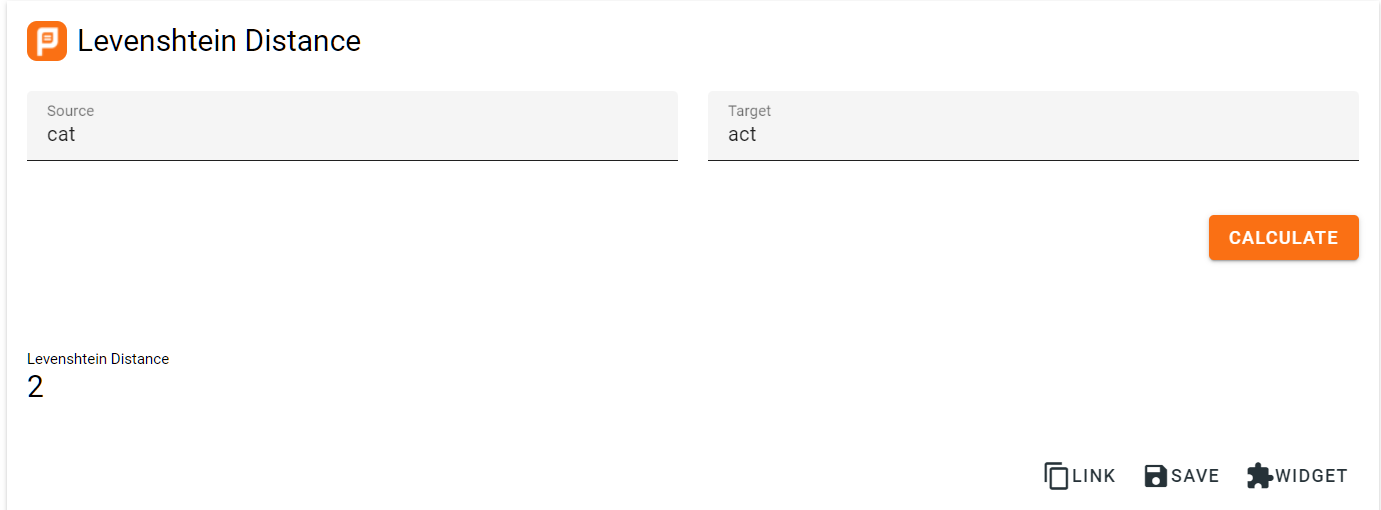 Levenshtein Distance
Source
cat
Target
act
CALCULATE
Levenshtein Distance
2
LINK SAVE WIDGET